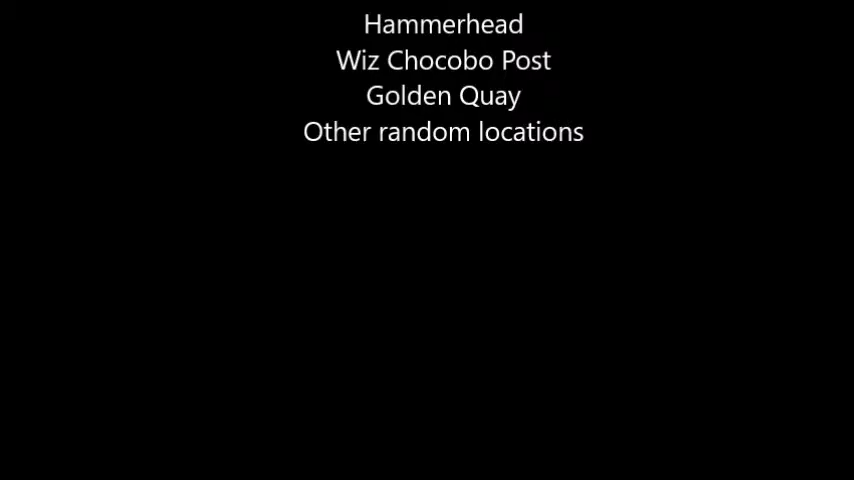 Hammerhead
Wiz Chocobo Post
Golden Quay
Other random locations